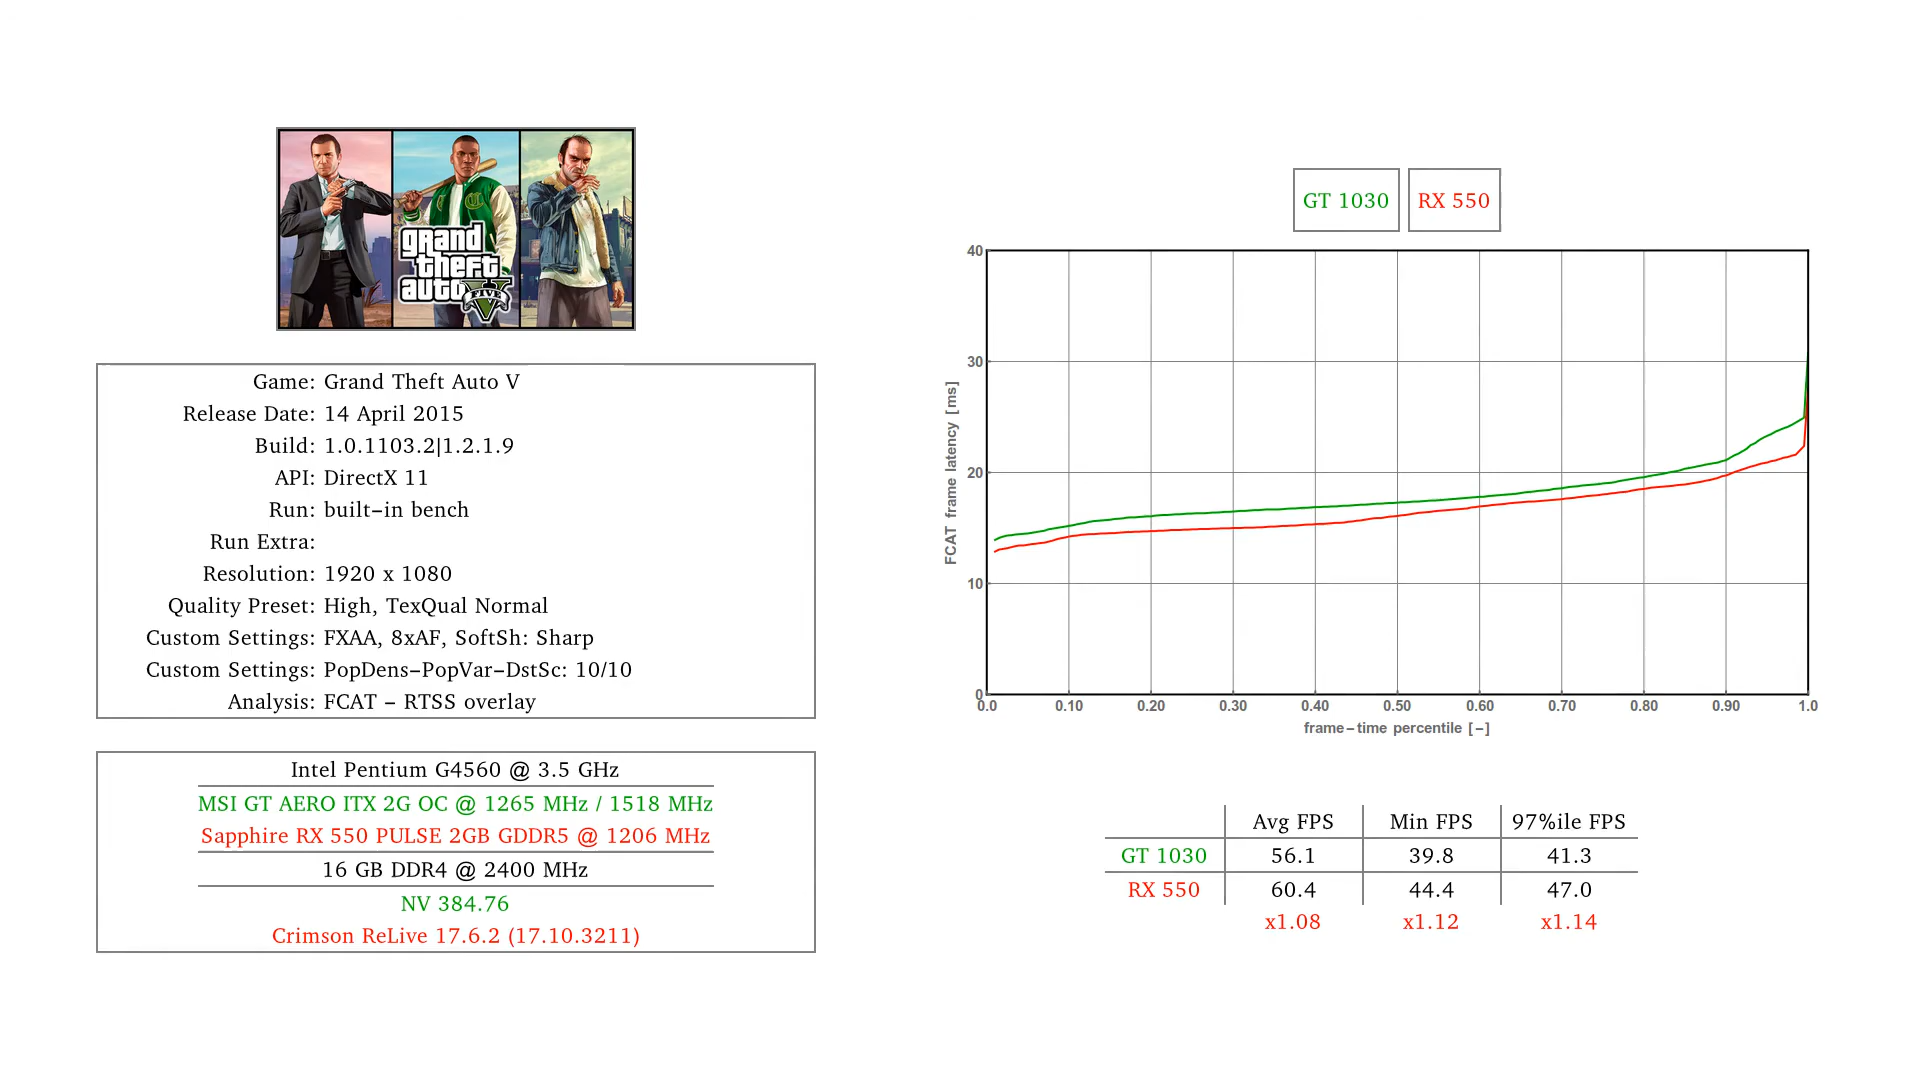 grand
theft
auto
FIVE
Game: Grand Theft Auto V
Release Date: 14 April 2015
Build: 1.0.1103.2|1.2.1.9
API: DirectX 11
Run: built-in bench
Run Extra:
Resolution: 1920 x 1080
Quality Preset: High, TexQual Normal
Custom Settings: FXAA, 8xAF, SoftSh: Sharp
Custom Settings: PopDens-PopVar-DstSc: 10/10
Analysis: FCAT - RTSS overlay
Intel Pentium G4560 @ 3.5 GHz
MSI GT AERO ITX 2G OC @ 1265 MHz / 1518 MHz
Sapphire RX 550 PULSE 2GB GDDR5 @ 1206 MHz
16 GB DDR4 @ 2400 MHz
NV 384.76
Crimson ReLive 17.6.2 (17.10.3211)
GT 1030 RX 550
FCAT frame latency [ms]
40
30
20
10
0
0.0 0.10 0.20 0.30 0.40 0.50 0.60 0.70 0.80 0.90 1.0
frame-time percentile [-]
Avg FPS Min FPS 97%ile FPS
GT 1030 56.1 39.8 41.3
RX 550 60.4 44.4 47.0
x1.08 x1.12 x1.14